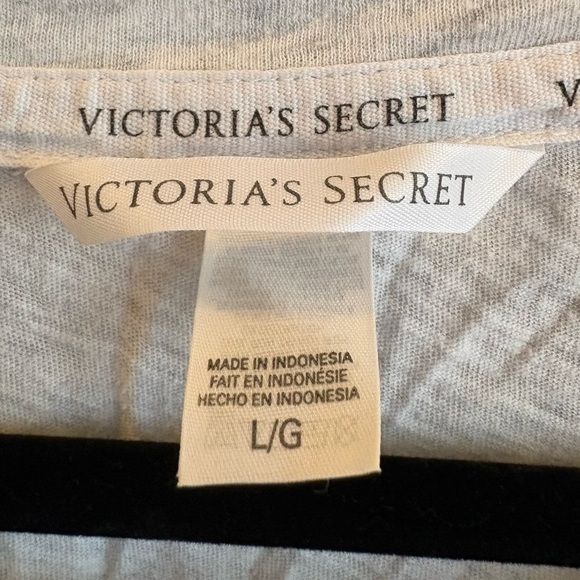 VICTORIA'S SECRET V
VICTORIA'S SECRET
MADE IN INDONESIA
FAIT EN INDONÉSIE
HECHO EN INDONESIA
L/G